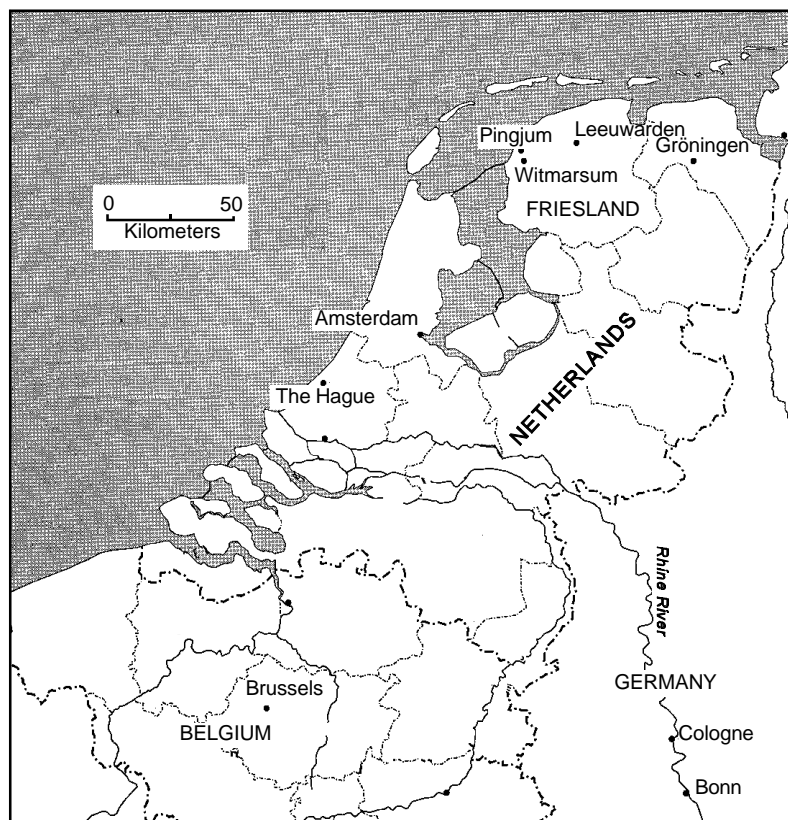 Pingjum
Leeuwarden
Gröningen
Witmarsum
0 50
Kilometers
FRIESLAND
Amsterdam
NETHERLANDS
The Hague
Rhine River
GERMANY
Brussels
BELGIUM
Cologne
Bonn